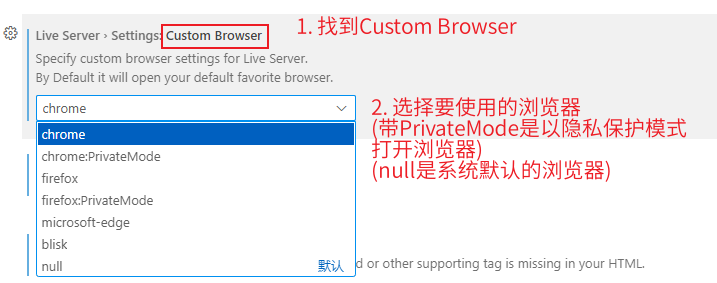 1. 找到Custom Browser
Live Server › Settings: Custom Browser
Specify custom browser settings for Live Server.
By Default it will open your default favorite browser.
chrome
2. 选择要使用的浏览器
(带PrivateMode是以隐私保护模式
打开浏览器)
(null是系统默认的浏览器)
chrome
chrome:PrivateMode
firefox
firefox:PrivateMode
microsoft-edge
blisk
null 默认
d or other supporting tag is missing in your HTML.